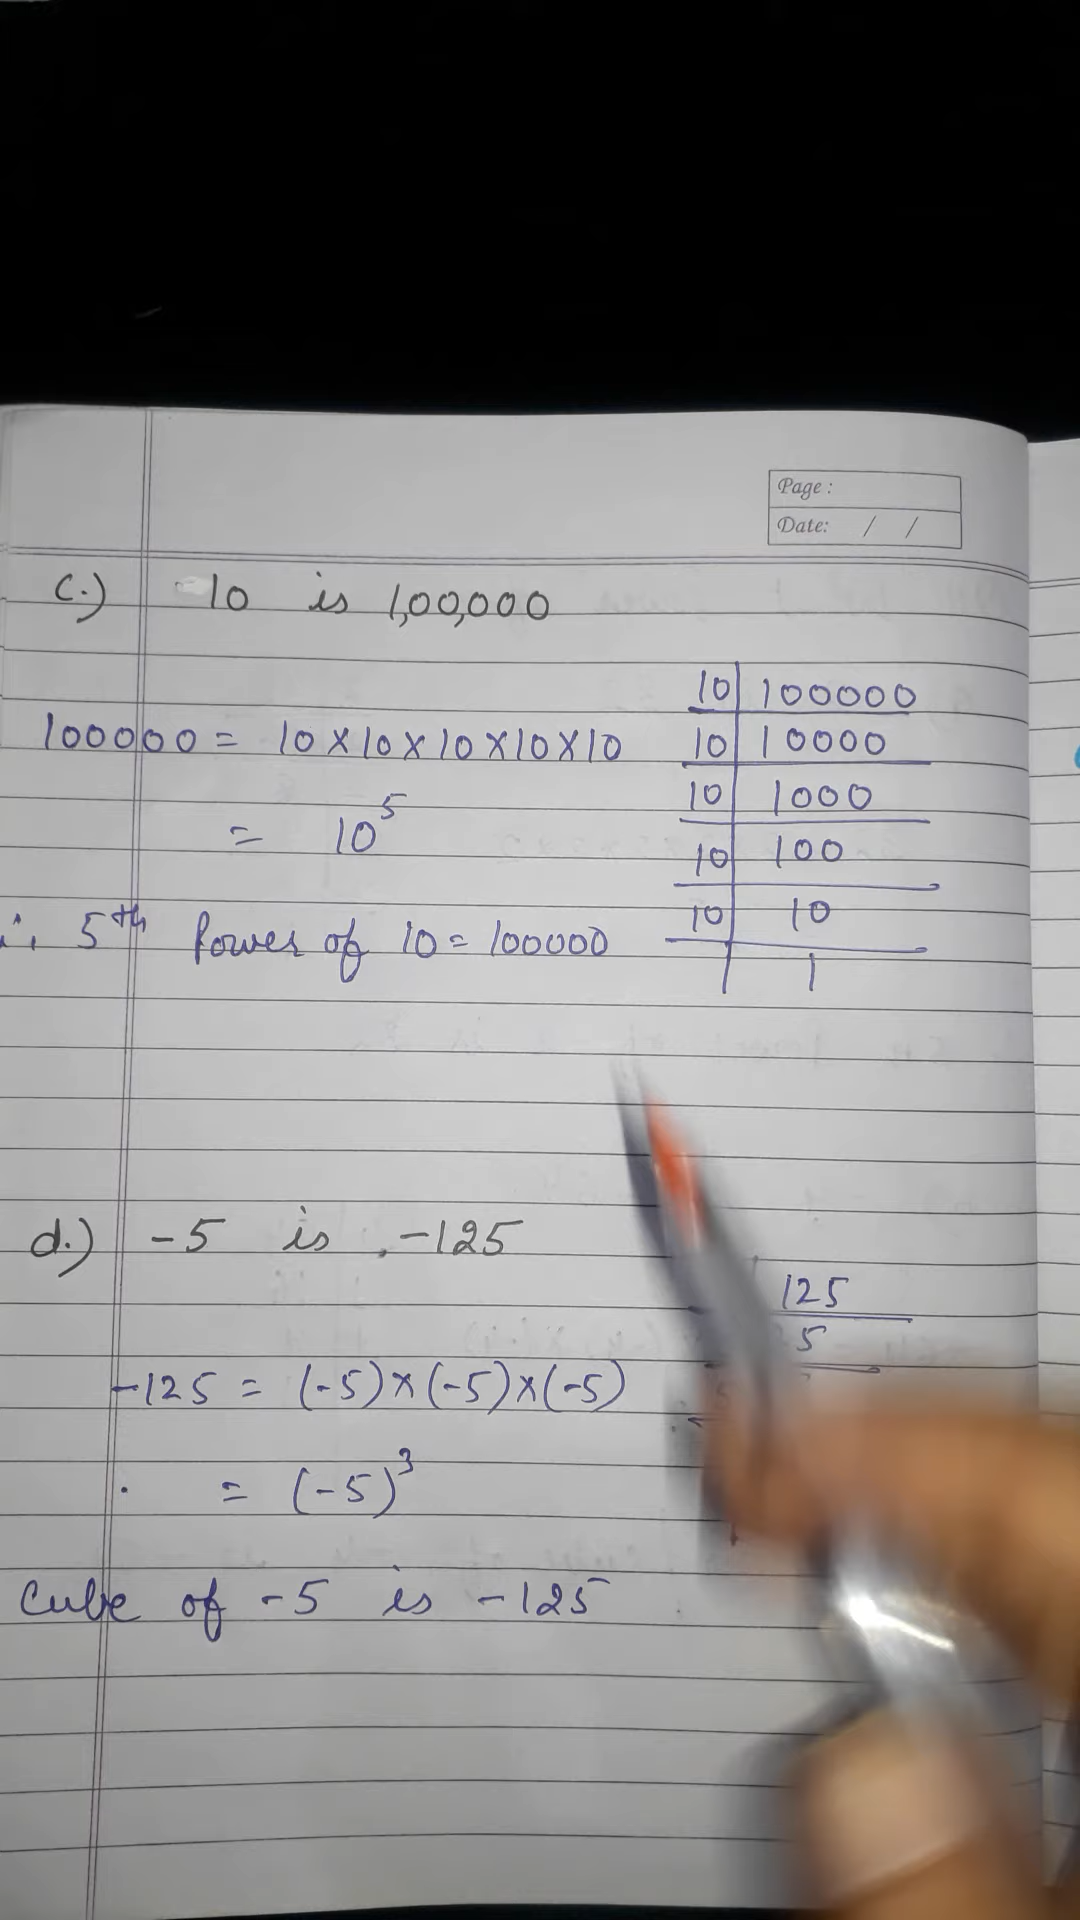 Page :
Date: / /
c.) 10 is 1,00,000
100000 = 10 × 10 × 10 × 10 × 10
= 10⁵
∴ 5th Power of 10 = 100000
10 | 100000
10 | 10000
10 | 1000
10 | 100
10 | 10
| 1
d.) -5 is -125
-125 = (-5) × (-5) × (-5)
= (-5)³
Cube of -5 is -125
125
5